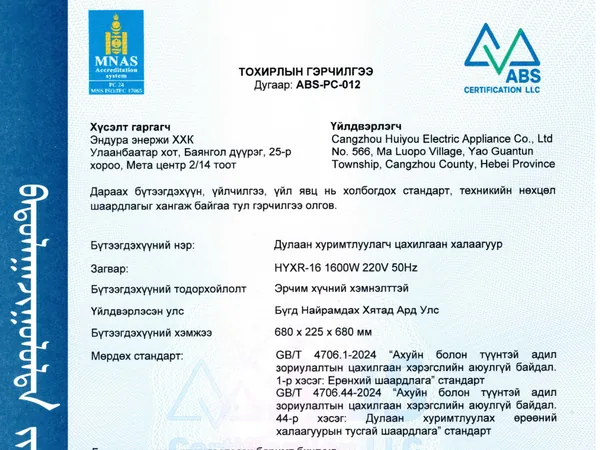 MNAS
Accreditation
system
PC 24
MNS ISO/IEC 17065
ABS
CERTIFICATION LLC
ТОХИРЛЫН ГЭРЧИЛГЭЭ
Дугаар: ABS-PC-012
Хүсэлт гаргагч
Эндура энержи ХХК
Улаанбаатар хот, Баянгол дүүрэг, 25-р
хороо, Мета центр 2/14 тоот
Үйлдвэрлэгч
Cangzhou Huiyou Electric Appliance Co., Ltd
No. 566, Ma Luopo Village, Yao Guantun
Township, Cangzhou County, Hebei Province
Дараах бүтээгдэхүүн, үйлчилгээ, үйл явц нь холбогдох стандарт, техникийн нөхцөл
шаардлагыг хангаж байгаа тул гэрчилгээ олгов.
Бүтээгдэхүүний нэр: Дулаан хуримтлуулагч цахилгаан халаагуур
Загвар: HYXR-16 1600W 220V 50Hz
Бүтээгдэхүүний тодорхойлолт Эрчим хүчний хэмнэлттэй
Үйлдвэрлэсэн улс Бүгд Найрамдах Хятад Ард Улс
Бүтээгдэхүүний хэмжээ 680 x 225 x 680 мм
Мөрдөх стандарт: GB/T 4706.1-2024 “Ахуйн болон түүнтэй адил
зориулалтын цахилгаан хэрэгслийн аюулгүй байдал.
1-р хэсэг: Ерөнхий шаардлага” стандарт
GB/T 4706.44-2024 “Ахуйн болон түүнтэй адил
зориулалтын цахилгаан хэрэгслийн аюулгүй байдал.
44-р хэсэг: Дулаан хуримтлуулах өрөөний
халаагуурын тусгай шаардлага” стандарт